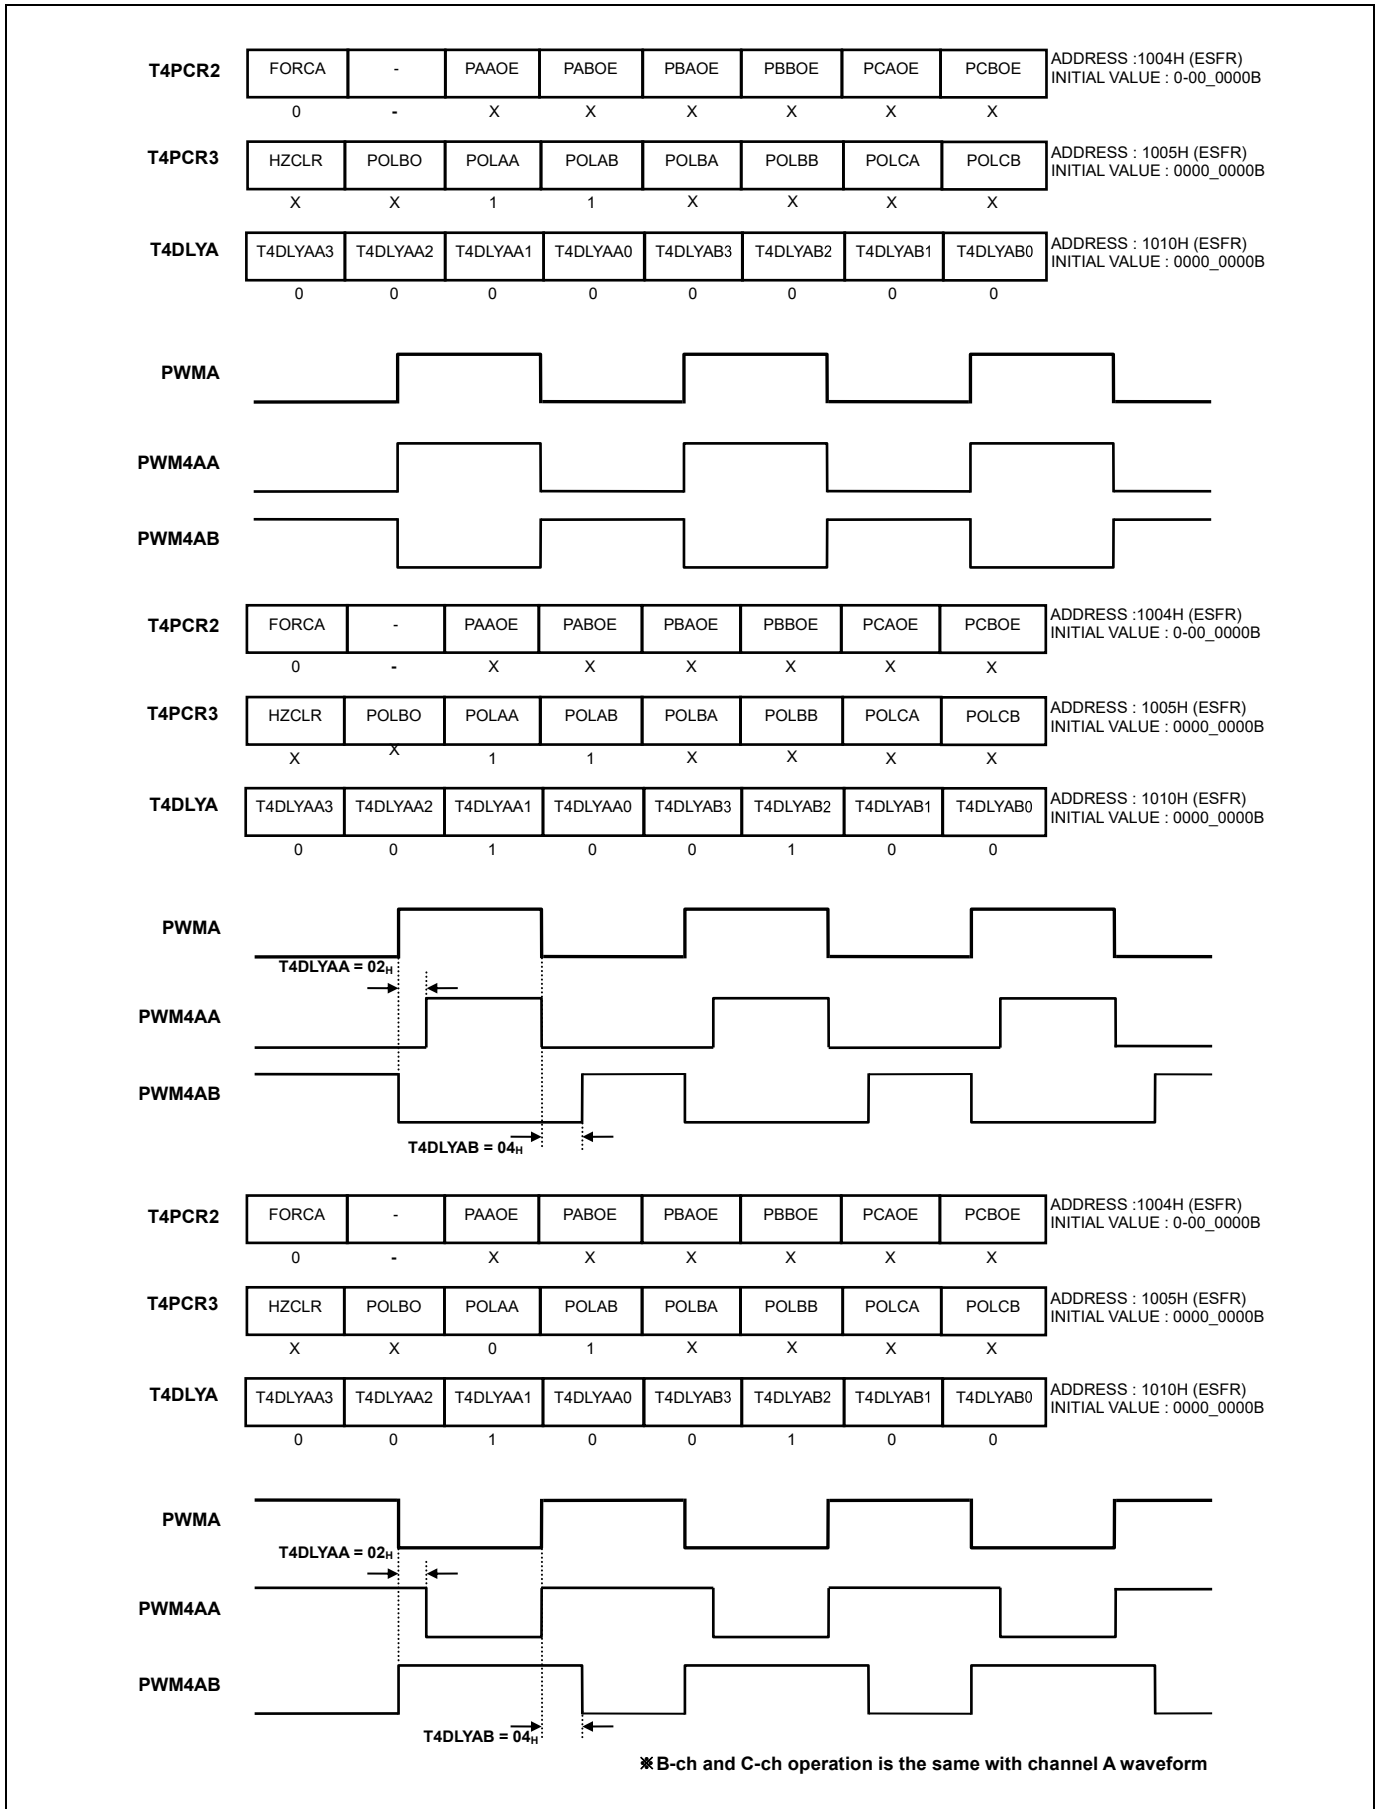 T4PCR2 FORCA - PAAOE PABOE PBAOE PBBOE PCAOE PCBOE ADDRESS :1004H (ESFR)
INITIAL VALUE : 0-00_0000B
0 - X X X X X X
T4PCR3 HZCLR POLBO POLAA POLAB POLBA POLBB POLCA POLCB ADDRESS : 1005H (ESFR)
INITIAL VALUE : 0000_0000B
X X 1 1 X X X X
T4DLYA T4DLYAA3 T4DLYAA2 T4DLYAA1 T4DLYAA0 T4DLYAB3 T4DLYAB2 T4DLYAB1 T4DLYAB0 ADDRESS : 1010H (ESFR)
INITIAL VALUE : 0000_0000B
0 0 0 0 0 0 0 0
PWMA
PWM4AA
PWM4AB
T4PCR2 FORCA - PAAOE PABOE PBAOE PBBOE PCAOE PCBOE ADDRESS :1004H (ESFR)
INITIAL VALUE : 0-00_0000B
0 - X X X X X X
T4PCR3 HZCLR POLBO POLAA POLAB POLBA POLBB POLCA POLCB ADDRESS : 1005H (ESFR)
INITIAL VALUE : 0000_0000B
X X 1 1 X X X X
T4DLYA T4DLYAA3 T4DLYAA2 T4DLYAA1 T4DLYAA0 T4DLYAB3 T4DLYAB2 T4DLYAB1 T4DLYAB0 ADDRESS : 1010H (ESFR)
INITIAL VALUE : 0000_0000B
0 0 1 0 0 1 0 0
PWMA
T4DLYAA = 02H
PWM4AA
PWM4AB
T4DLYAB = 04H
T4PCR2 FORCA - PAAOE PABOE PBAOE PBBOE PCAOE PCBOE ADDRESS :1004H (ESFR)
INITIAL VALUE : 0-00_0000B
0 - X X X X X X
T4PCR3 HZCLR POLBO POLAA POLAB POLBA POLBB POLCA POLCB ADDRESS : 1005H (ESFR)
INITIAL VALUE : 0000_0000B
X X 0 1 X X X X
T4DLYA T4DLYAA3 T4DLYAA2 T4DLYAA1 T4DLYAA0 T4DLYAB3 T4DLYAB2 T4DLYAB1 T4DLYAB0 ADDRESS : 1010H (ESFR)
INITIAL VALUE : 0000_0000B
0 0 1 0 0 1 0 0
PWMA
T4DLYAA = 02H
PWM4AA
PWM4AB
T4DLYAB = 04H
※ B-ch and C-ch operation is the same with channel A waveform